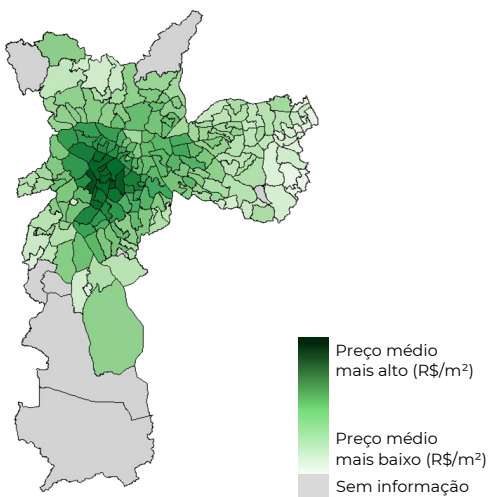 Preço médio
mais alto (R$/m²)
Preço médio
mais baixo (R$/m²)
Sem informação